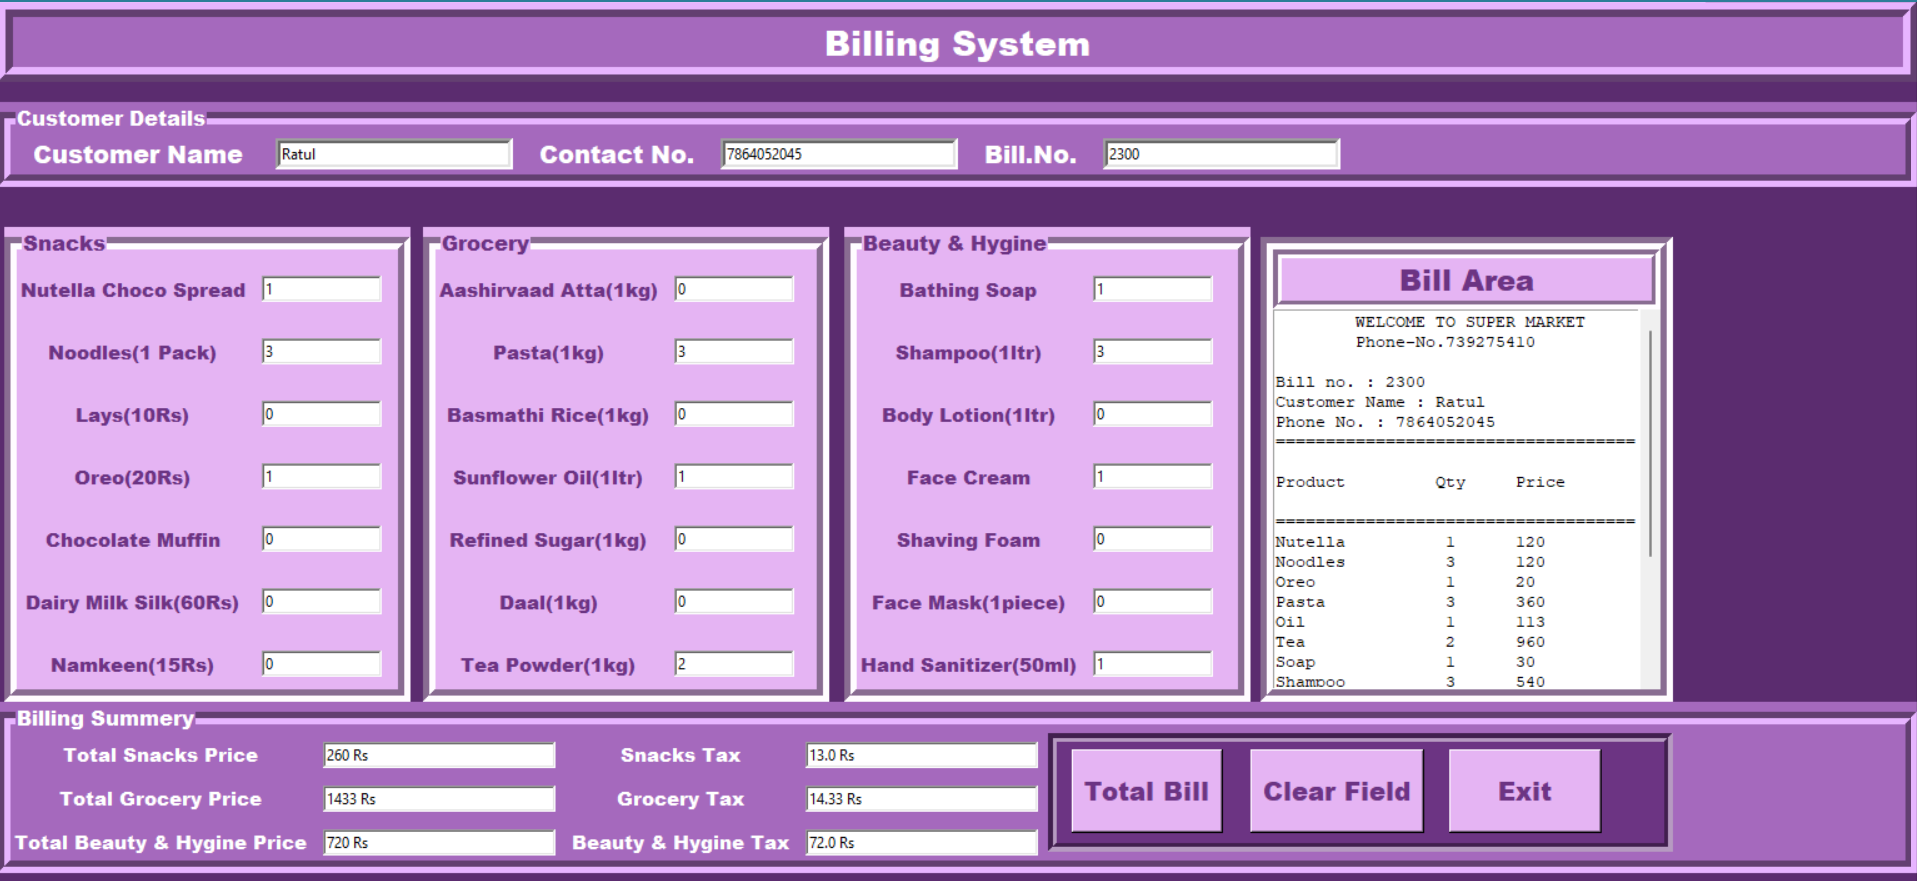 Billing System
Customer Details
Customer Name Ratul Contact No. 7864052045 Bill.No. 2300
Snacks
Nutella Choco Spread 1
Noodles(1 Pack) 3
Lays(10Rs) 0
Oreo(20Rs) 1
Chocolate Muffin 0
Dairy Milk Silk(60Rs) 0
Namkeen(15Rs) 0
Grocery
Aashirvaad Atta(1kg) 0
Pasta(1kg) 3
Basmathi Rice(1kg) 0
Sunflower Oil(1ltr) 1
Refined Sugar(1kg) 0
Daal(1kg) 0
Tea Powder(1kg) 2
Beauty & Hygine
Bathing Soap 1
Shampoo(1ltr) 3
Body Lotion(1ltr) 0
Face Cream 1
Shaving Foam 0
Face Mask(1piece) 0
Hand Sanitizer(50ml) 1
Bill Area
WELCOME TO SUPER MARKET
Phone-No.739275410
Bill no. : 2300
Customer Name : Ratul
Phone No. : 7864052045
====================================
Product Qty Price
====================================
Nutella 1 120
Noodles 3 120
Oreo 1 20
Pasta 3 360
Oil 1 113
Tea 2 960
Soap 1 30
Shampoo 3 540
Billing Summery
Total Snacks Price 260 Rs Snacks Tax 13.0 Rs
Total Grocery Price 1433 Rs Grocery Tax 14.33 Rs
Total Beauty & Hygine Price 720 Rs Beauty & Hygine Tax 72.0 Rs
Total Bill Clear Field Exit